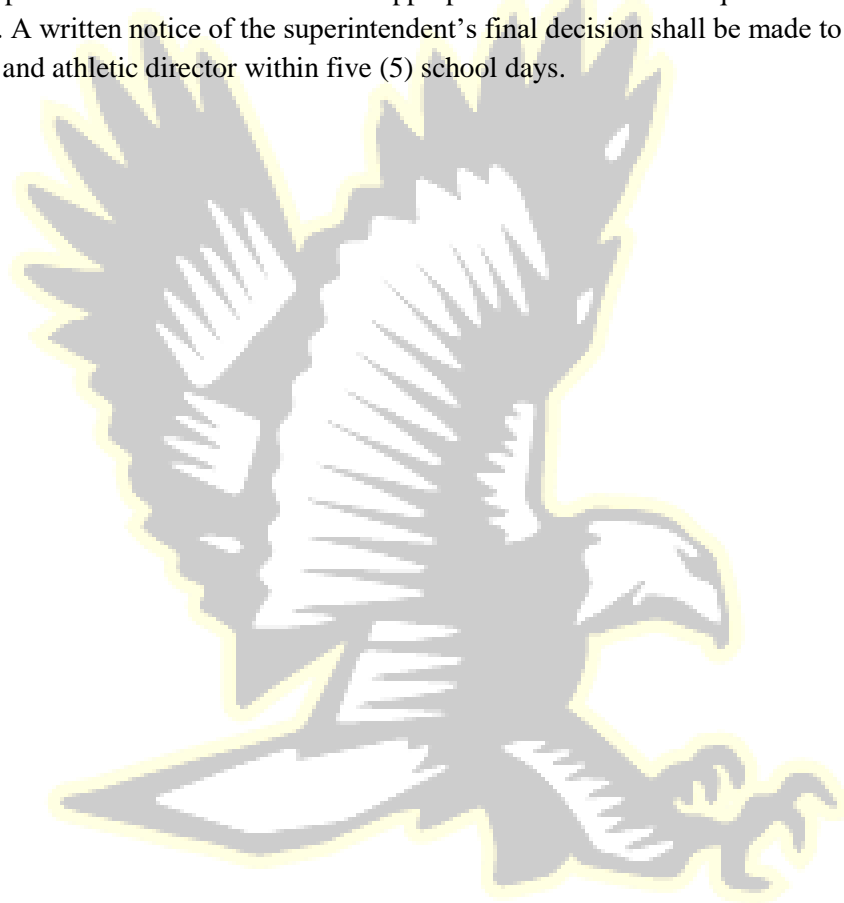 . A written notice of the superintendent’s final decision shall be made to
and athletic director within five (5) school days.